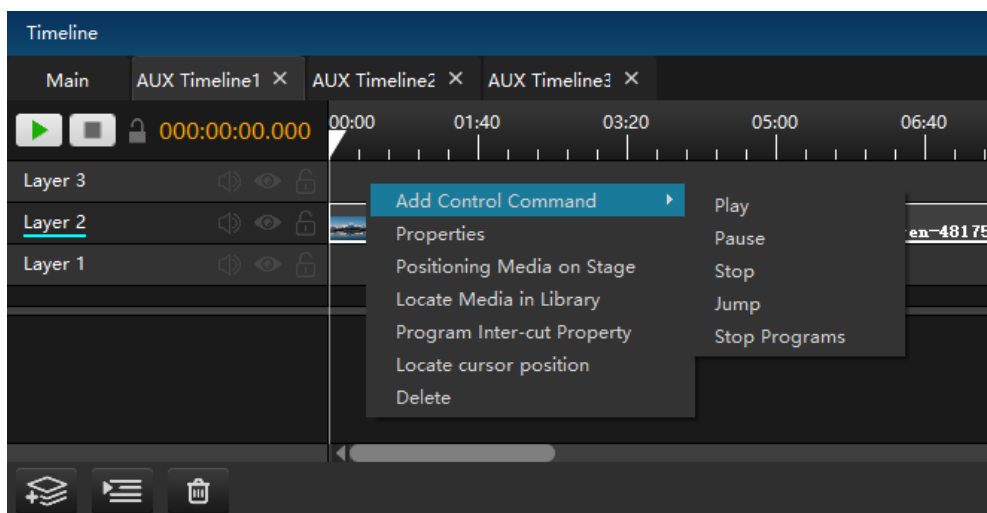 Timeline
Main AUX Timeline1 × AUX Timeline2 × AUX Timeline3 ×
000:00:00.000 00:00 01:40 03:20 05:00 06:40
Layer 3
Layer 2
Layer 1
Add Control Command
Properties
Positioning Media on Stage
Locate Media in Library
Program Inter-cut Property
Locate cursor position
Delete
Play
Pause
Stop
Jump
Stop Programs
en-48175